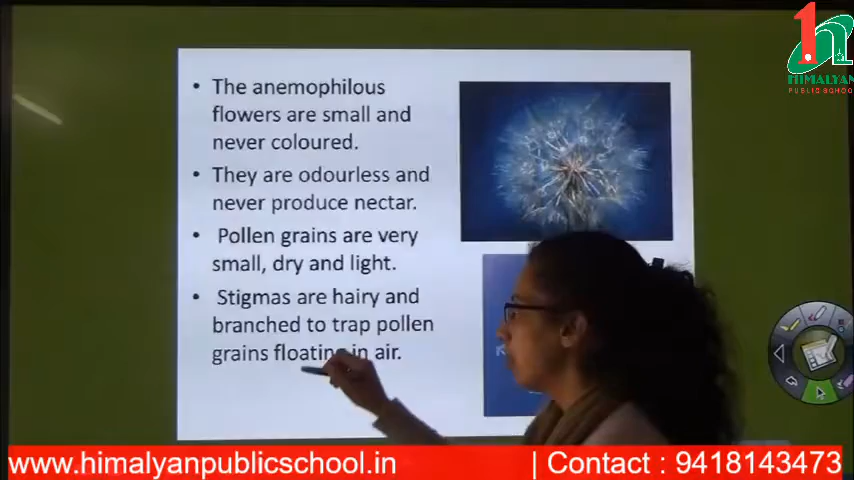 • The anemophilous
flowers are small and
never coloured.
• They are odourless and
never produce nectar.
• Pollen grains are very
small, dry and light.
• Stigmas are hairy and
branched to trap pollen
grains floating in air.
HIMALYAN
PUBLIC SCHOO
www.himalyanpublicschool.in | Contact : 9418143473